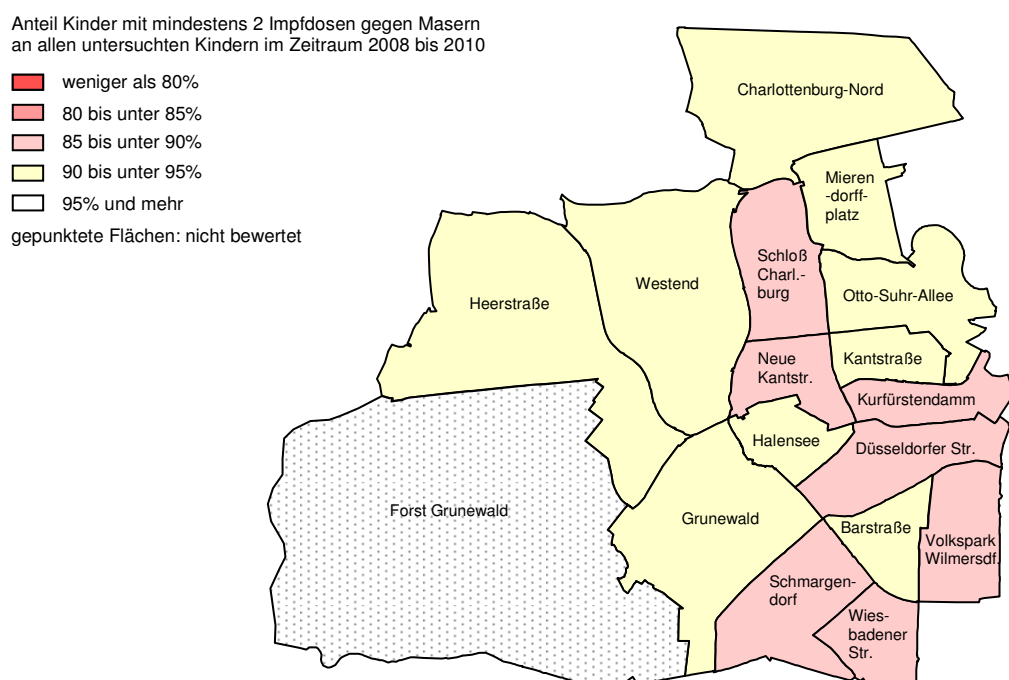 Anteil Kinder mit mindestens 2 Impfdosen gegen Masern
an allen untersuchten Kindern im Zeitraum 2008 bis 2010
weniger als 80%
80 bis unter 85%
85 bis unter 90%
90 bis unter 95%
95% und mehr
gepunktete Flächen: nicht bewertet
Charlottenburg-Nord
Mieren
-dorff-
platz
Schloß
Charl.-
burg
Westend
Heerstraße
Otto-Suhr-Allee
Neue
Kantstr.
Kantstraße
Kurfürstendamm
Halensee
Düsseldorfer Str.
Forst Grunewald
Grunewald
Barstraße
Volkspark
Wilmersdf.
Schmargen-
dorf
Wies-
badener
Str.